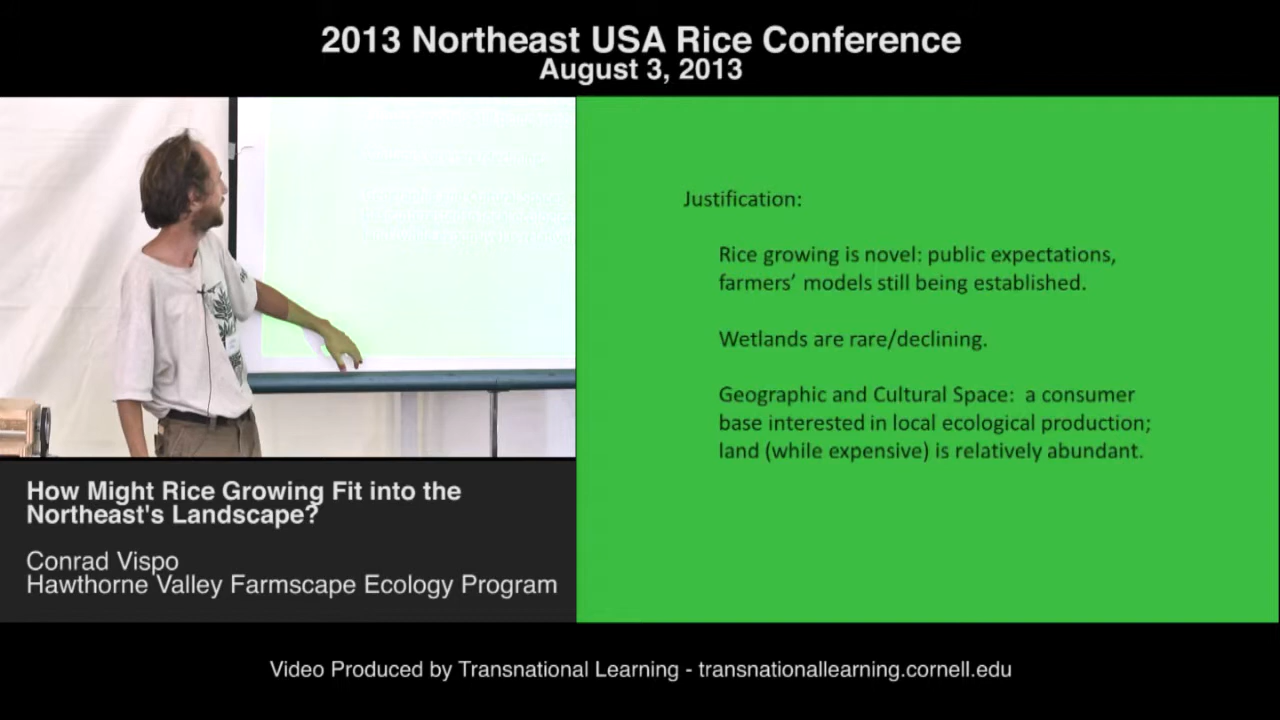 2013 Northeast USA Rice Conference
August 3, 2013
Justification:
Rice growing is novel: public expectations,
farmers' models still being established.
Wetlands are rare/declining.
Geographic and Cultural Space: a consumer
base interested in local ecological production;
land (while expensive) is relatively abundant.
How Might Rice Growing Fit into the
Northeast's Landscape?
Conrad Vispo
Hawthorne Valley Farmscape Ecology Program
Video Produced by Transnational Learning - transnationallearning.cornell.edu